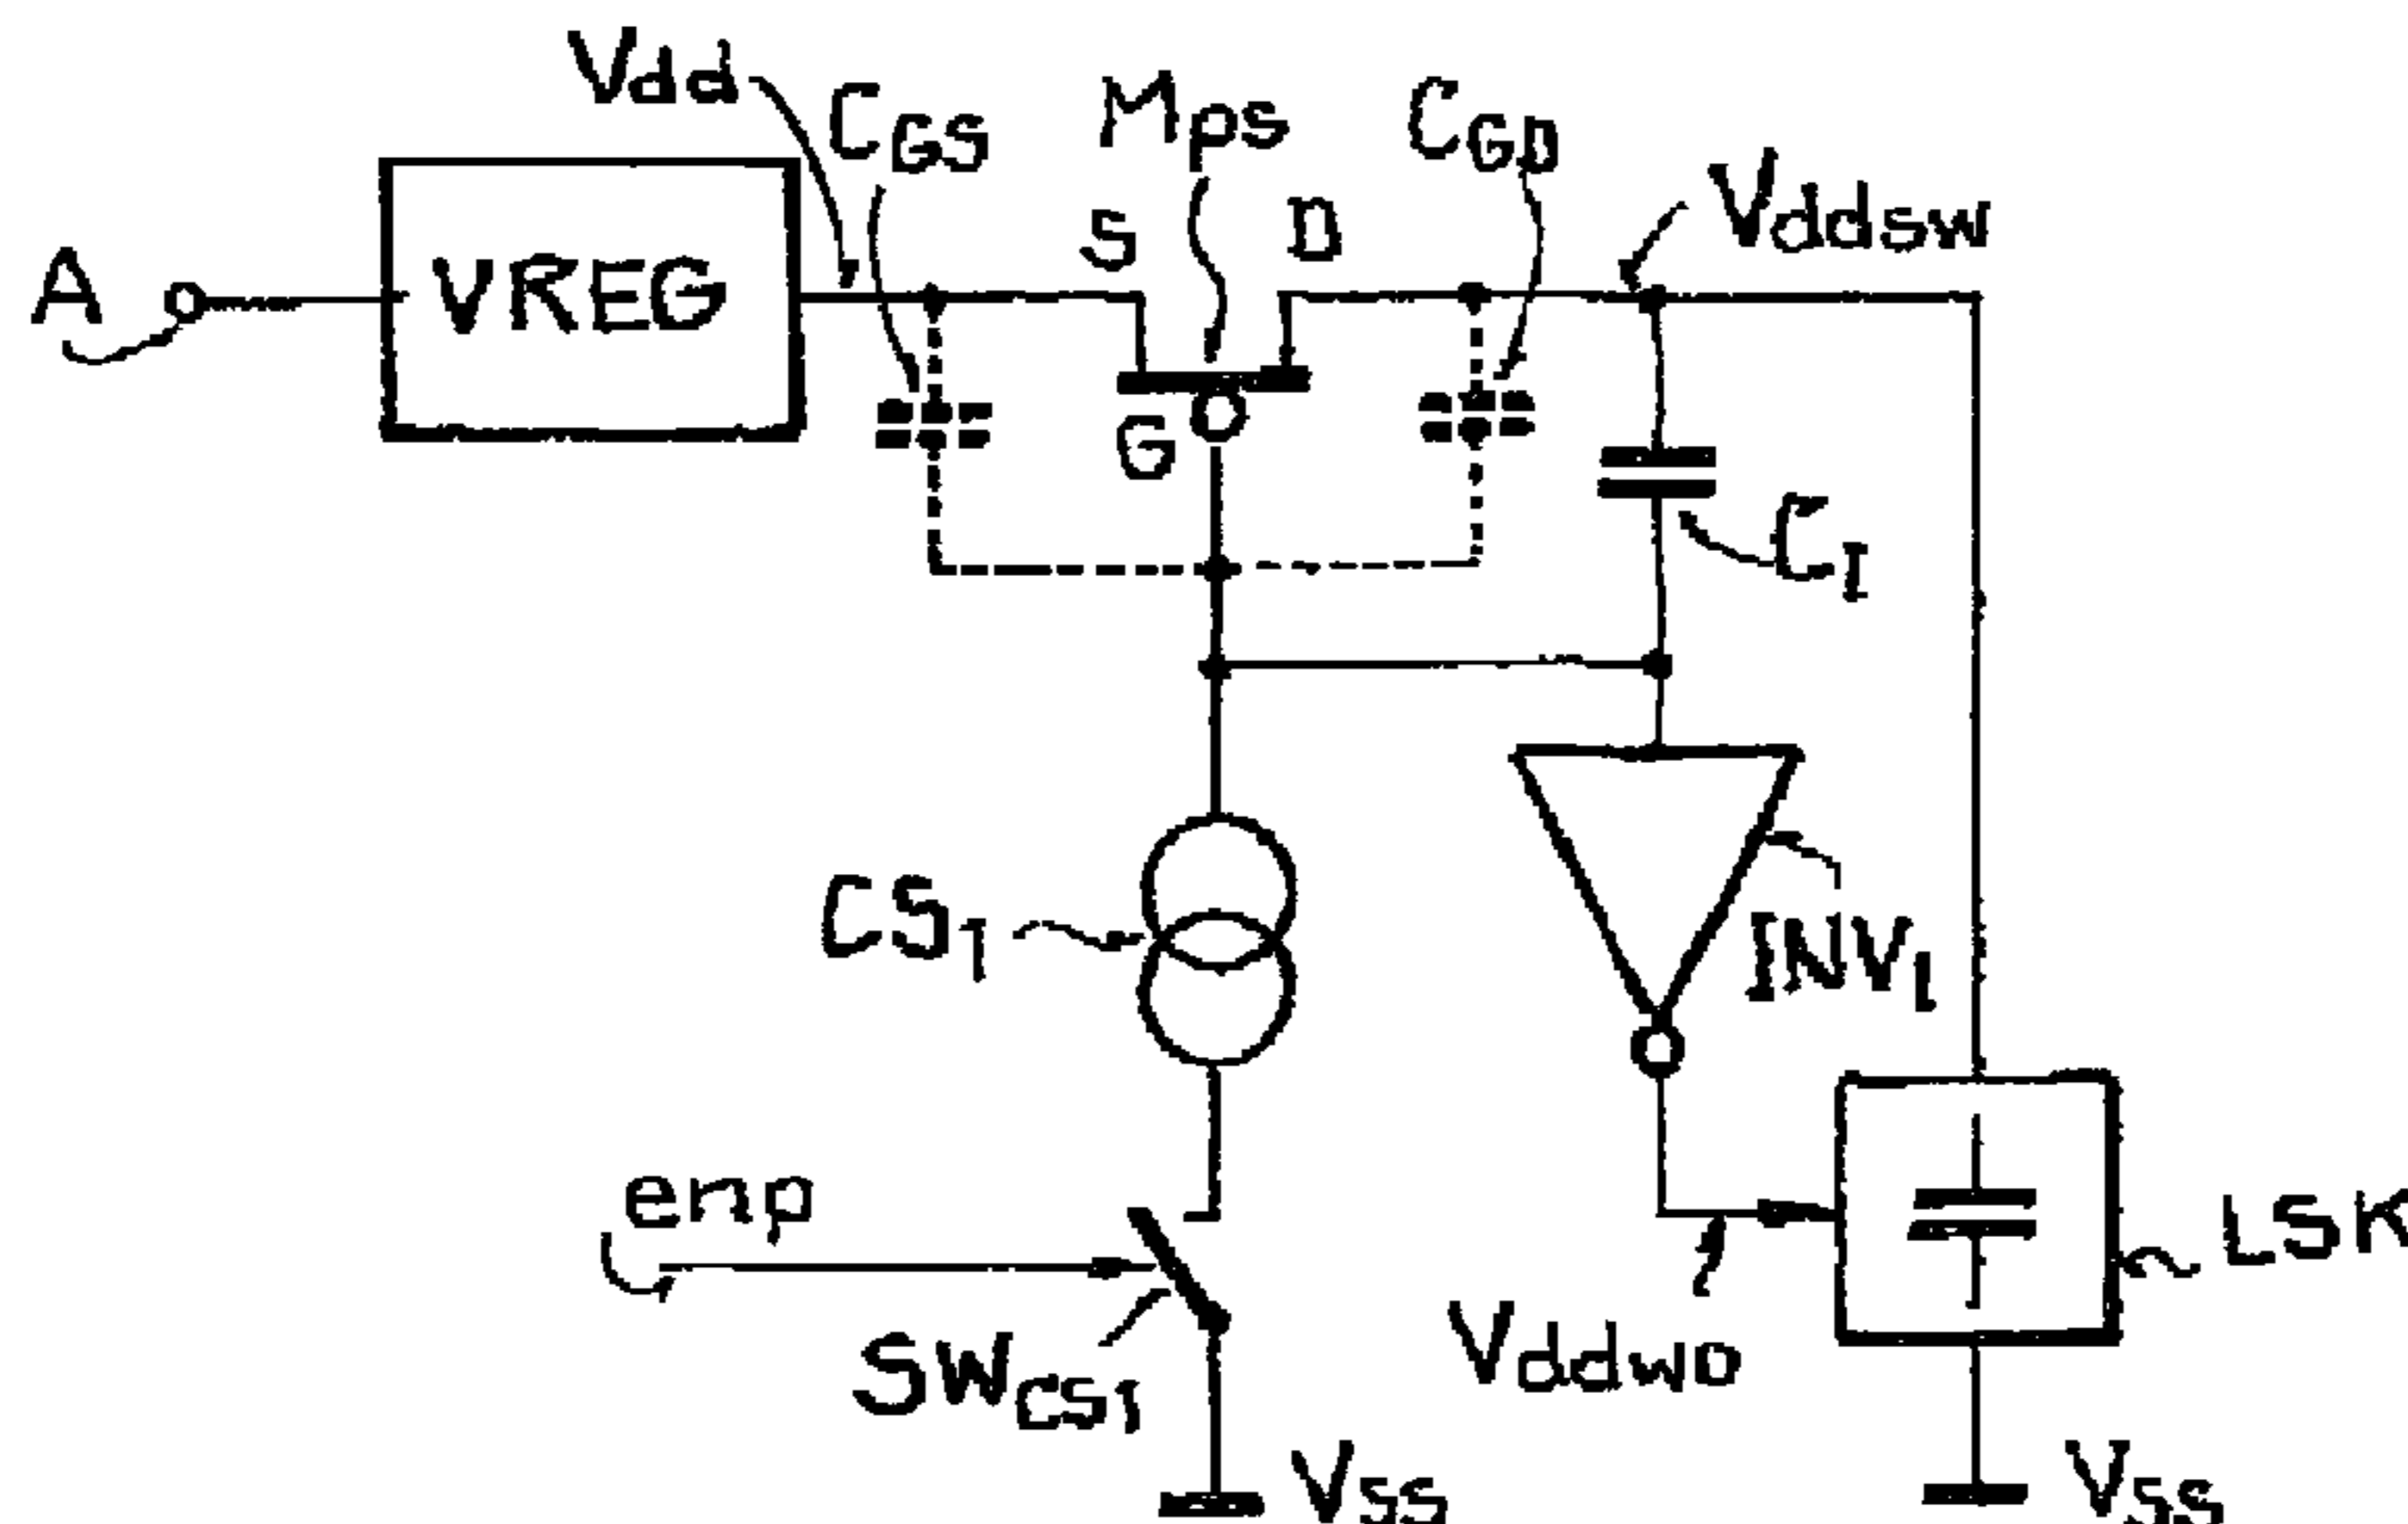 Vdd
CGS
Mps
CGD
Vddsw
S
D
A
VREG
G
CI
CS1
INV1
enp
LSK
SWCS1
Vddwo
Vss
Vss